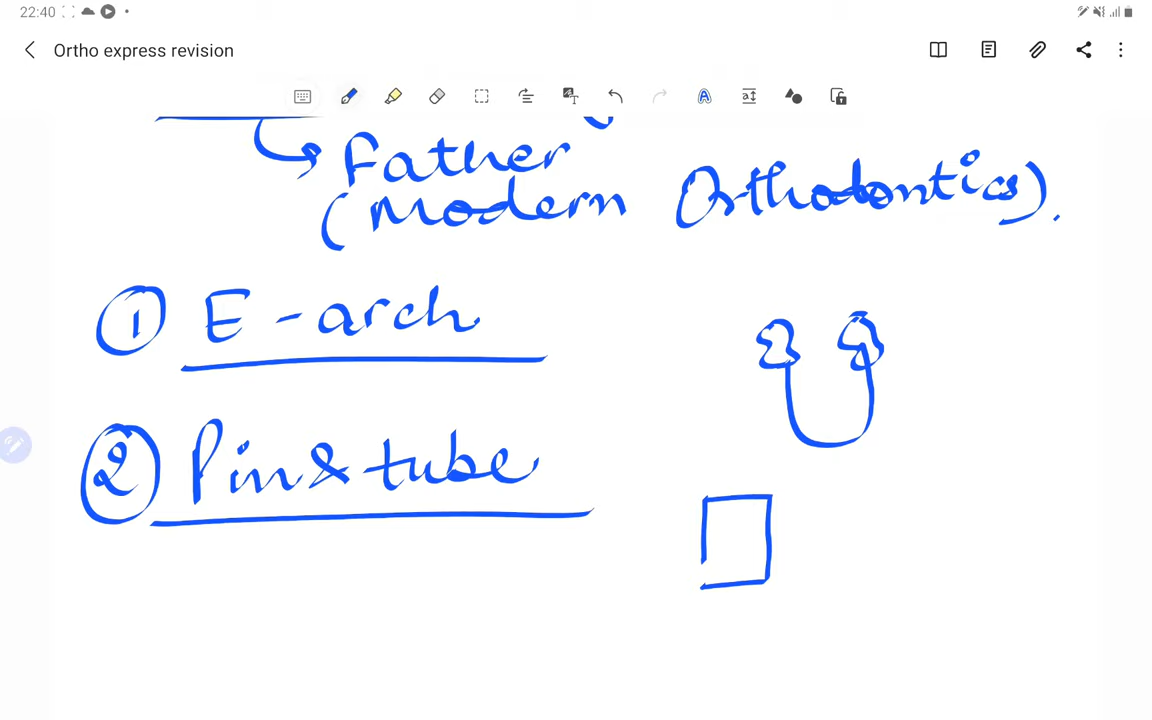 22:40
Ortho express revision
Father
(Modern Orthodontics).
① E-arch
② Pin & tube